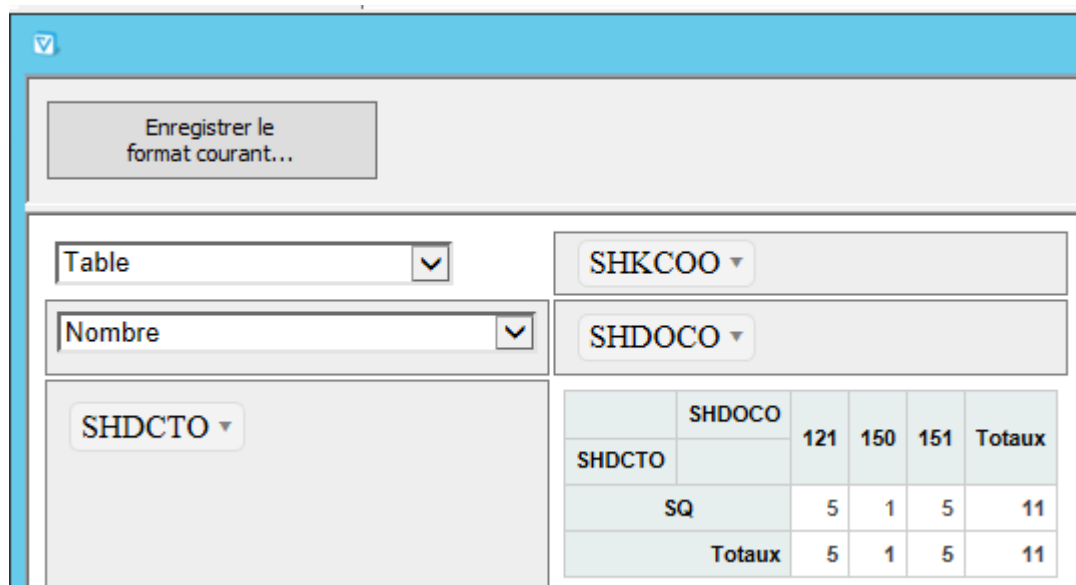 Enregistrer le
format courant...
Table
SHKCOO
Nombre
SHDOCO
SHDCTO
SHDOCO 121 150 151 Totaux
SHDCTO
SQ 5 1 5 11
Totaux 5 1 5 11